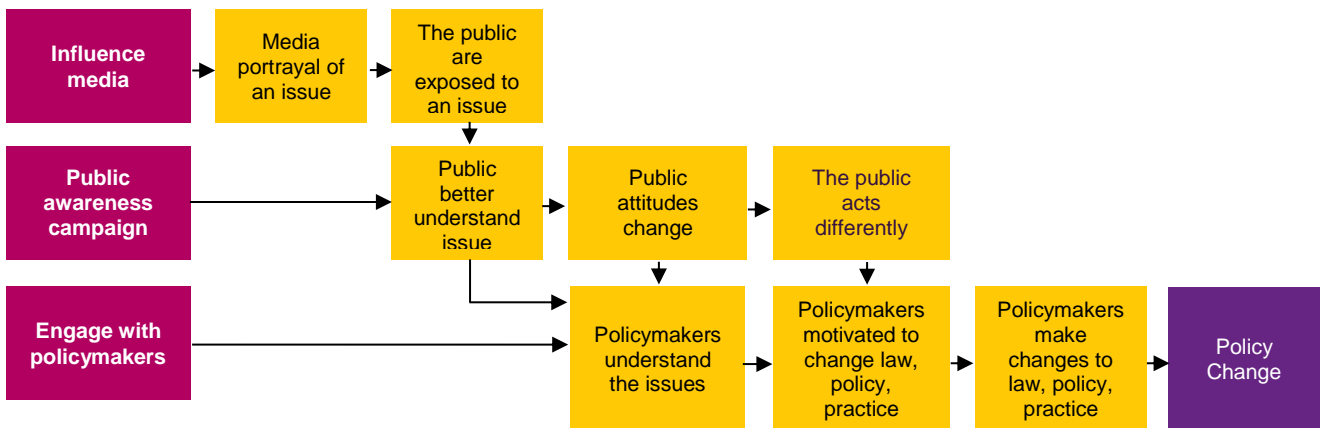 Influence
media
Media
portrayal of
an issue
The public
are
exposed to
an issue
Public
awareness
campaign
Public
better
understand
issue
Public
attitudes
change
The public
acts
differently
Engage with
policymakers
Policymakers
understand
the issues
Policymakers
motivated to
change law,
policy,
practice
Policymakers
make
changes to
law, policy,
practice
Policy
Change